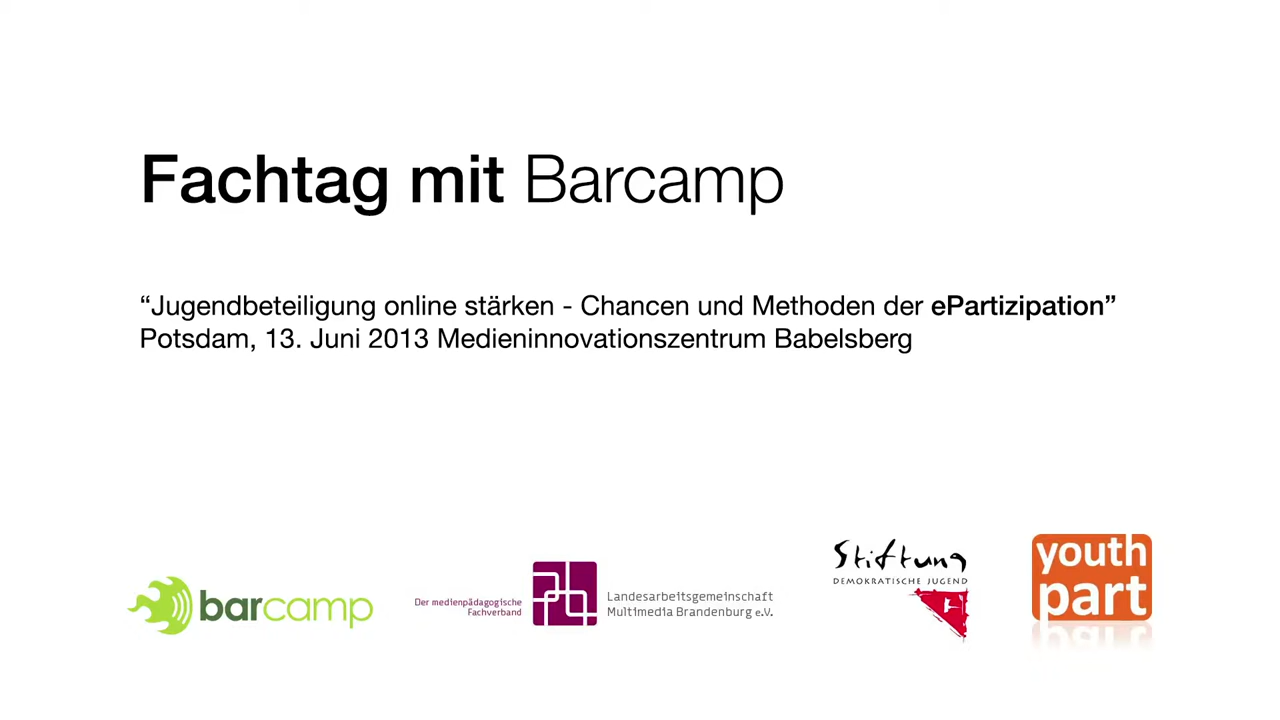 Fachtag mit Barcamp
“Jugendbeteiligung online stärken - Chancen und Methoden der ePartizipation”
Potsdam, 13. Juni 2013 Medieninnovationszentrum Babelsberg
barcamp
Der medienpädagogische
Fachverband
Landesarbeitsgemeinschaft
Multimedia Brandenburg e.V.
Stiftung
DEMOKRATISCHE JUGEND
youth
part